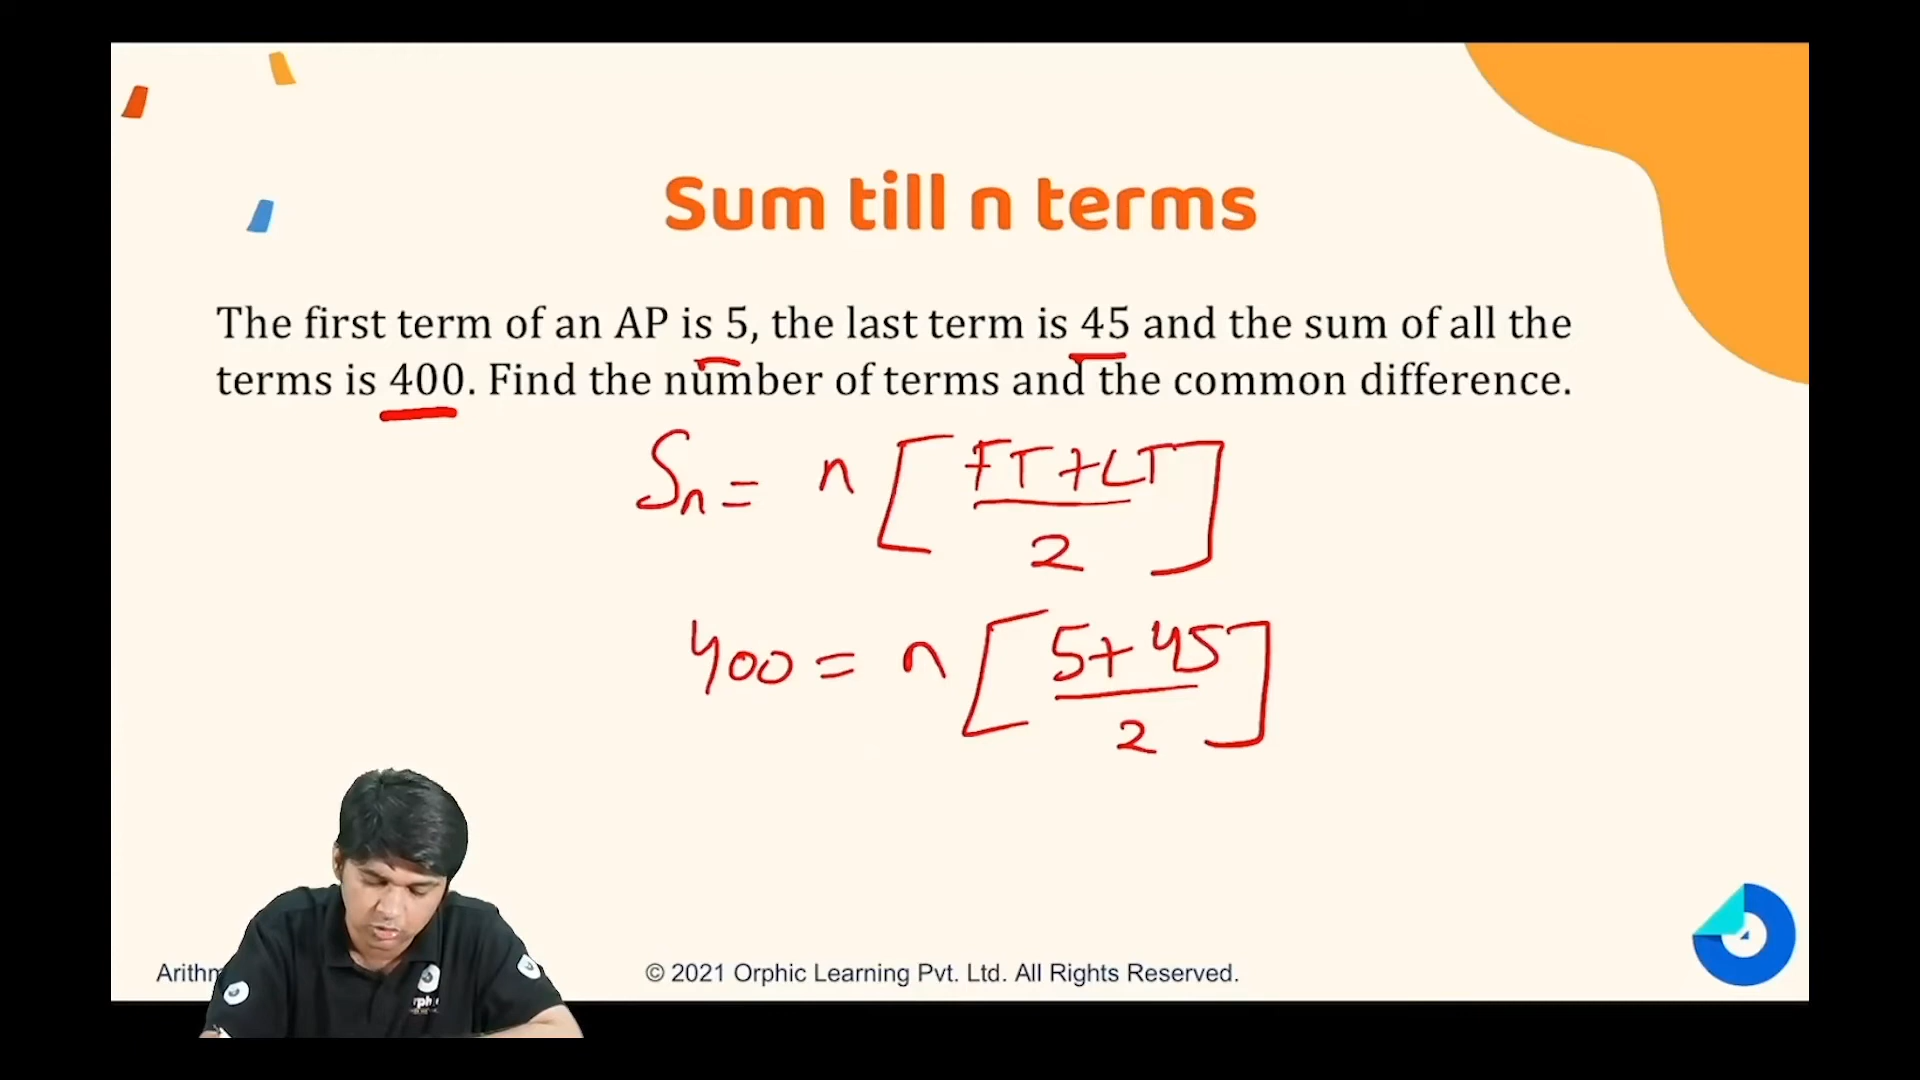 Sum till n terms
The first term of an AP is 5, the last term is 45 and the sum of all the
terms is 400. Find the number of terms and the common difference.
Sn = n [ FT + LT / 2 ]
400 = n [ 5 + 45 / 2 ]
© 2021 Orphic Learning Pvt. Ltd. All Rights Reserved.